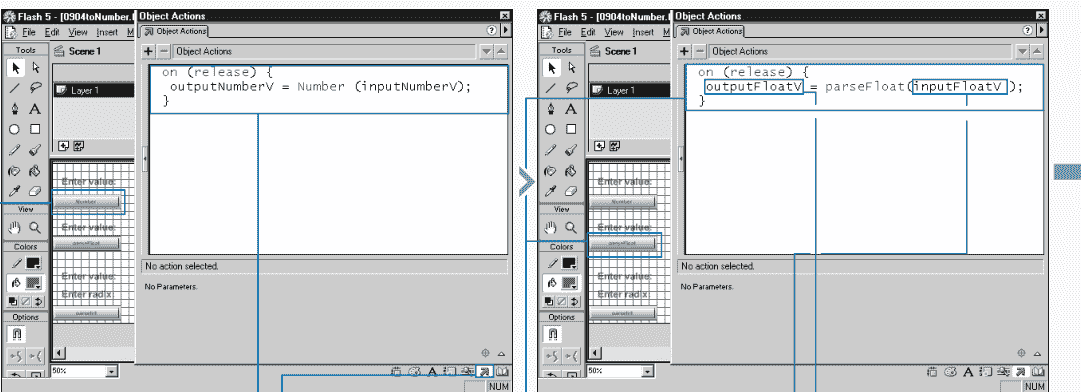 Flash 5 - [0904toNumber.
File Edit View Insert M
Tools
Scene 1
Layer 1
Enter value:
Number
Enter value:
parseFloat
Enter value:
Enter radix:
parseInt
View
Colors
Options
50%
Object Actions
Object Actions
Object Actions
on (release) {
outputNumberV = Number (inputNumberV);
}
No action selected.
No Parameters.
NUM
Flash 5 - [0904toNumber.
File Edit View Insert M
Tools
Scene 1
Layer 1
Enter value:
Number
Enter value:
parseFloat
Enter value:
Enter radix:
parseInt
View
Colors
Options
50%
Object Actions
Object Actions
Object Actions
on (release) {
outputFloatV = parseFloat(inputFloatV );
}
No action selected.
No Parameters.
NUM